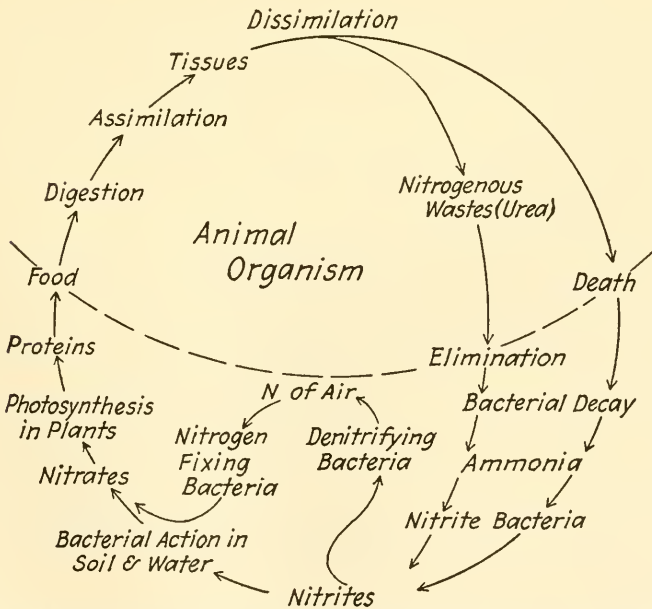 Dissimilation
Tissues
Assimilation
Digestion
Nitrogenous
Wastes (Urea)
Animal
Organism
Food
Death
Proteins
Elimination
N of Air
Photosynthesis
in Plants
Bacterial Decay
Nitrogen
Fixing
Bacteria
Denitrifying
Bacteria
Nitrates
Ammonia
Nitrite Bacteria
Bacterial Action in
Soil & Water
Nitrites